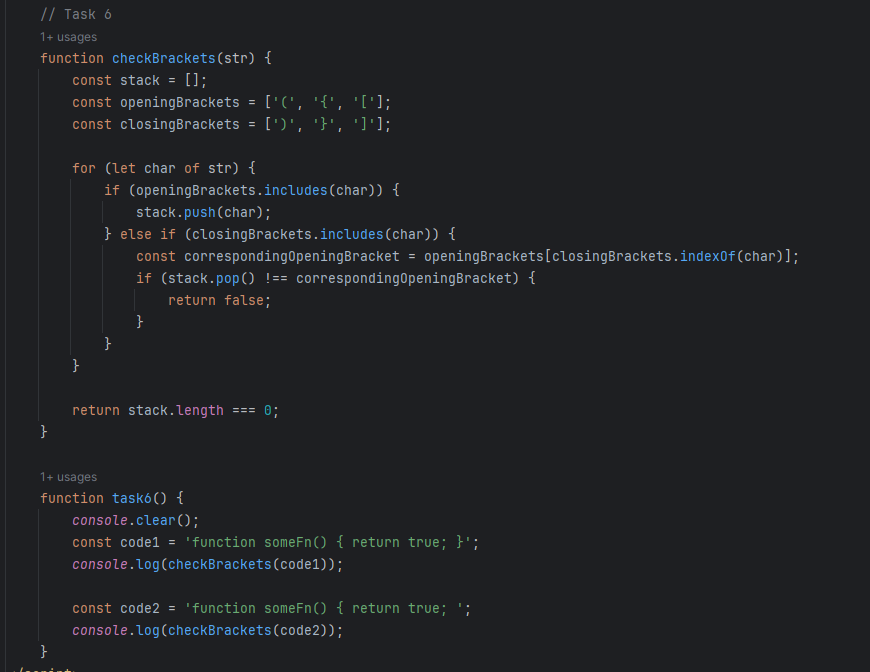 // Task 6
1+ usages
function checkBrackets(str) {
    const stack = [];
    const openingBrackets = ['(', '{', '['];
    const closingBrackets = [')', '}', ']'];
    for (let char of str) {
        if (openingBrackets.includes(char)) {
            stack.push(char);
        } else if (closingBrackets.includes(char)) {
            const correspondingOpeningBracket = openingBrackets[closingBrackets.indexOf(char)];
            if (stack.pop() !== correspondingOpeningBracket) {
                return false;
            }
        }
    }
    return stack.length === 0;
}
1+ usages
function task6() {
    console.clear();
    const code1 = 'function someFn() { return true; }';
    console.log(checkBrackets(code1));
    const code2 = 'function someFn() { return true; ';
    console.log(checkBrackets(code2));
}